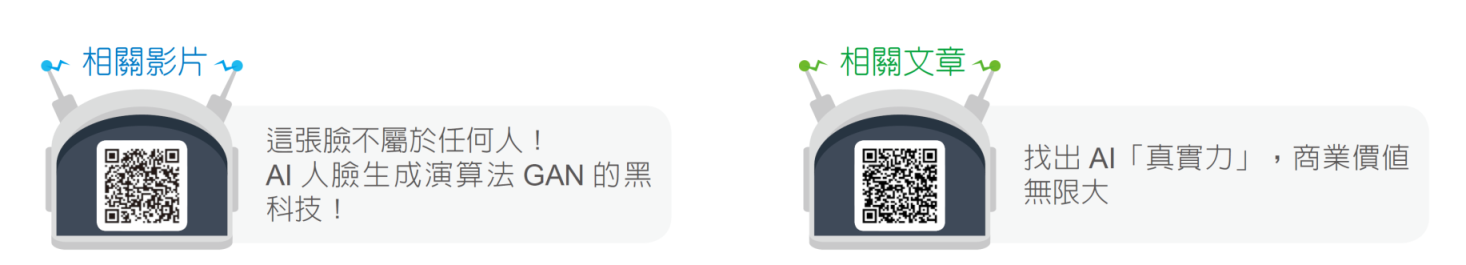 相關影片
這張臉不屬於任何人！
AI 人臉生成演算法 GAN 的黑
科技！
相關文章
找出 AI「真實力」，商業價值
無限大